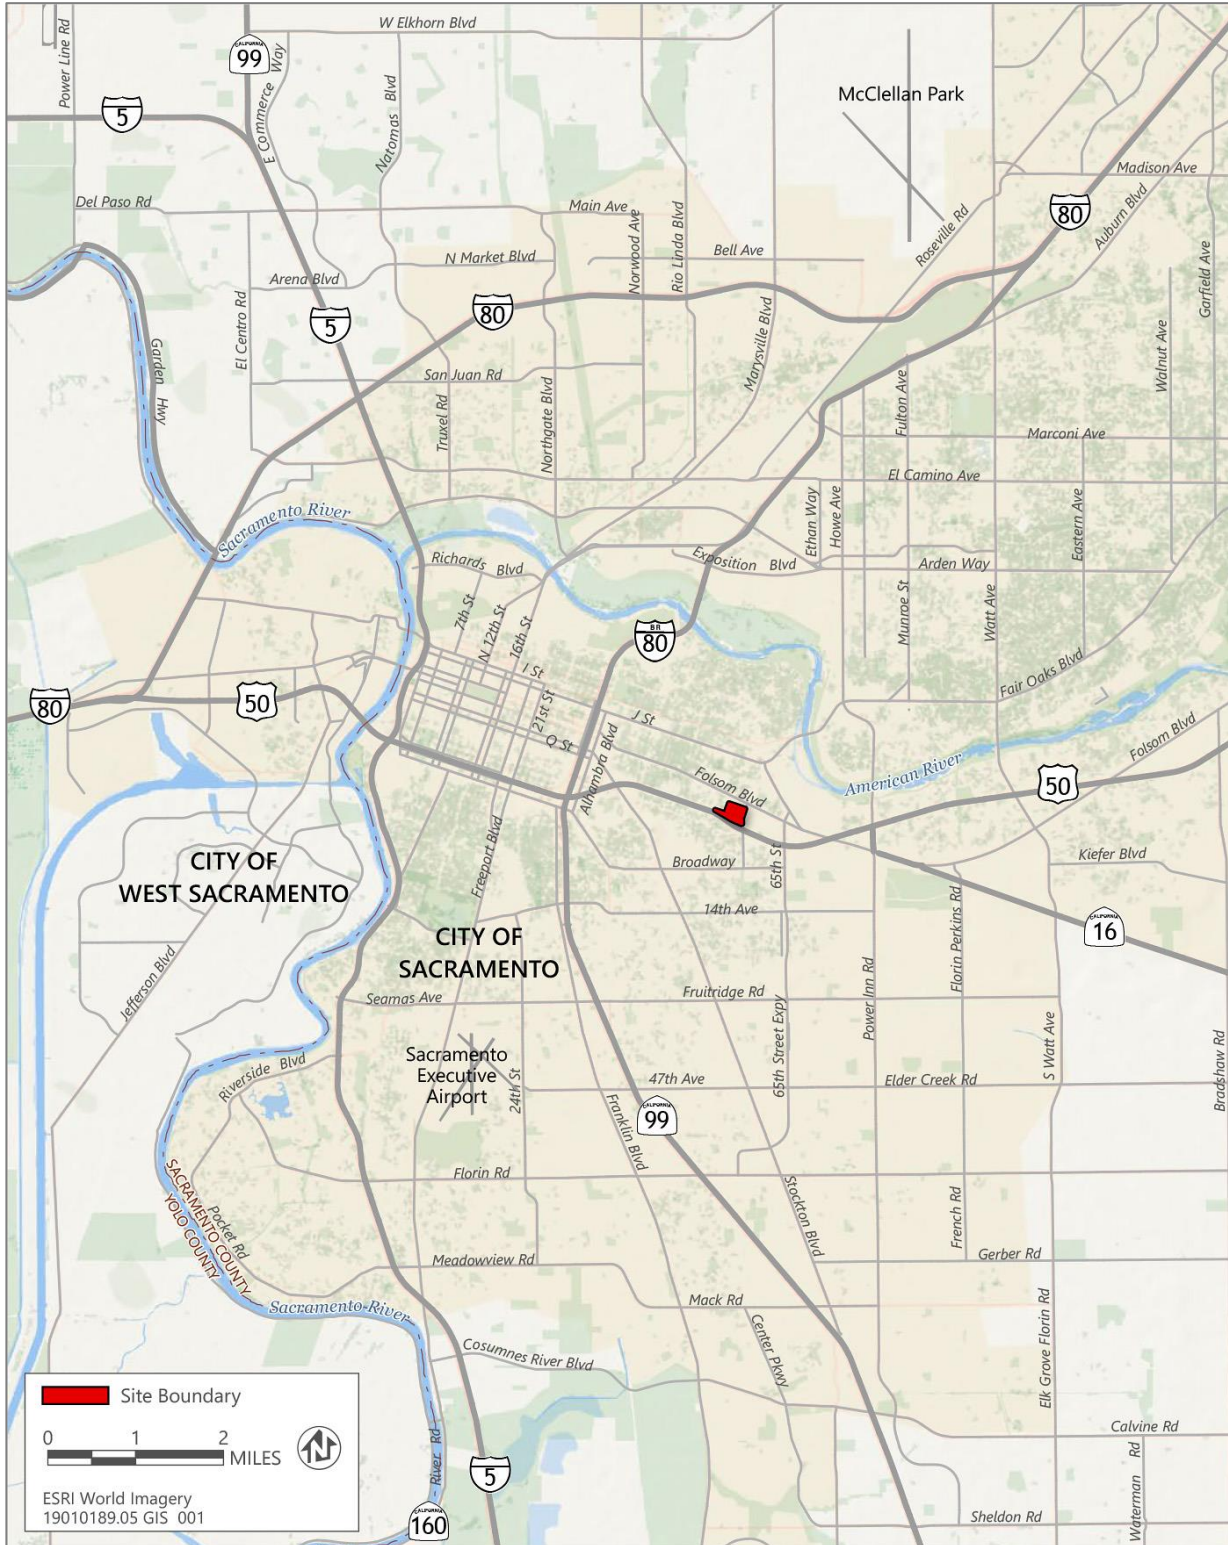 W Elkhorn Blvd
Power Line Rd
CALIFORNIA
99
E Commerce Way
Natomas Blvd
McClellan Park
5
Madison Ave
80
Auburn Blvd
Del Paso Rd
Main Ave
Norwood Ave
Rio Linda Blvd
Roseville Rd
Garfield Ave
N Market Blvd
Bell Ave
Arena Blvd
El Centro Rd
5
80
Marysville Blvd
Walnut Ave
Garden Hwy
San Juan Rd
Truxel Rd
Northgate Blvd
Fulton Ave
Marconi Ave
El Camino Ave
Sacramento River
Ethan Way
Howe Ave
Eastern Ave
Richards Blvd
Exposition Blvd
Arden Way
7th St
N 12th St
16th St
Munroe St
Watt Ave
BR
80
I St
Fair Oaks Blvd
80
50
21st St
J St
Q St
Alhambra Blvd
Folsom Blvd
American River
Folsom Blvd
50
CITY OF
WEST SACRAMENTO
Freeport Blvd
Broadway
65th St
Kiefer Blvd
14th Ave
Florin Perkins Rd
CALIFORNIA
16
CITY OF
SACRAMENTO
Jefferson Blvd
Power Inn Rd
Seamas Ave
Fruitridge Rd
65th Street Expy
S Watt Ave
Bradshaw Rd
Sacramento
Executive
Airport
Riverside Blvd
24th St
47th Ave
Elder Creek Rd
Franklin Blvd
CALIFORNIA
99
Florin Rd
SACRAMENTO COUNTY
YOLO COUNTY
Pocket Rd
Stockton Blvd
French Rd
Meadowview Rd
Gerber Rd
Sacramento River
Mack Rd
Center Pkwy
Elk Grove Florin Rd
Cosumnes River Blvd
Calvine Rd
River Rd
5
Waterman Rd
CALIFORNIA
160
Sheldon Rd
Site Boundary
0 1 2
MILES
N
ESRI World Imagery
19010189.05 GIS 001